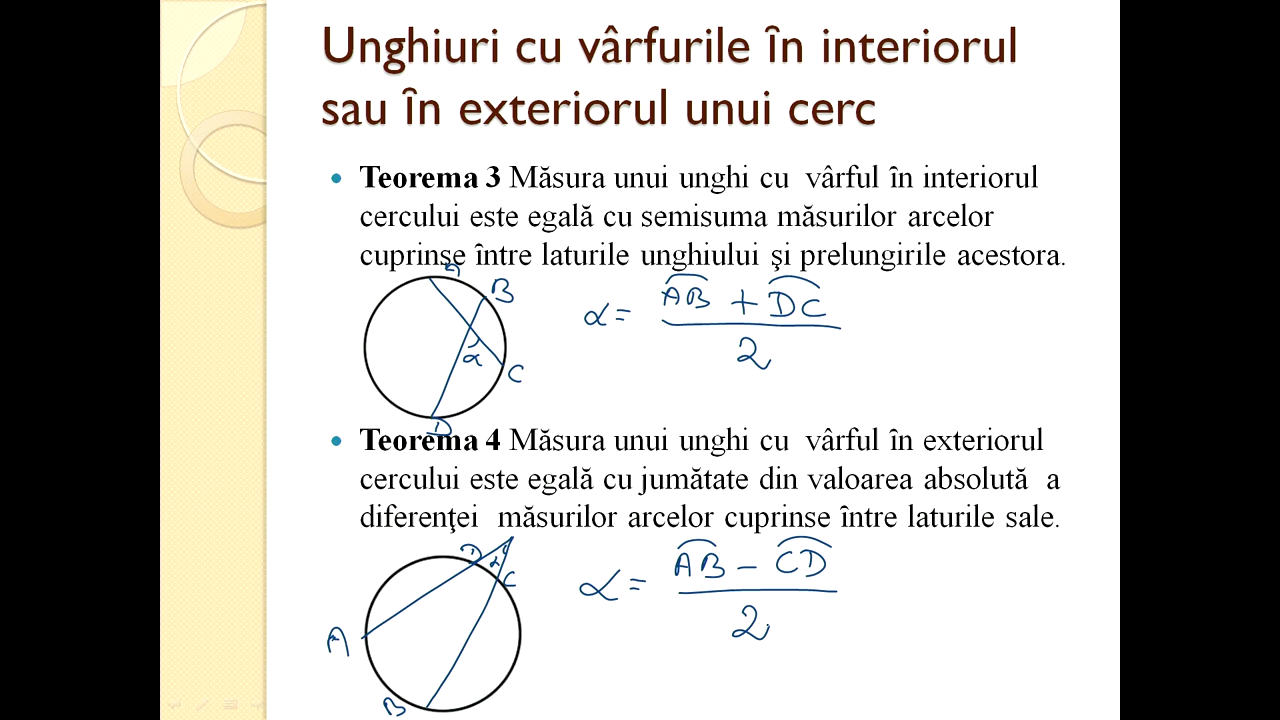 Unghiuri cu vârfurile în interiorul
sau în exteriorul unui cerc
Teorema 3 Măsura unui unghi cu vârful în interiorul
cercului este egală cu semisuma măsurilor arcelor
cuprinse între laturile unghiului şi prelungirile acestora.
B
α
C
D
α = (AB + DC) / 2
Teorema 4 Măsura unui unghi cu vârful în exteriorul
cercului este egală cu jumătate din valoarea absolută a
diferenţei măsurilor arcelor cuprinse între laturile sale.
D
α
C
A
B
α = (AB - CD) / 2